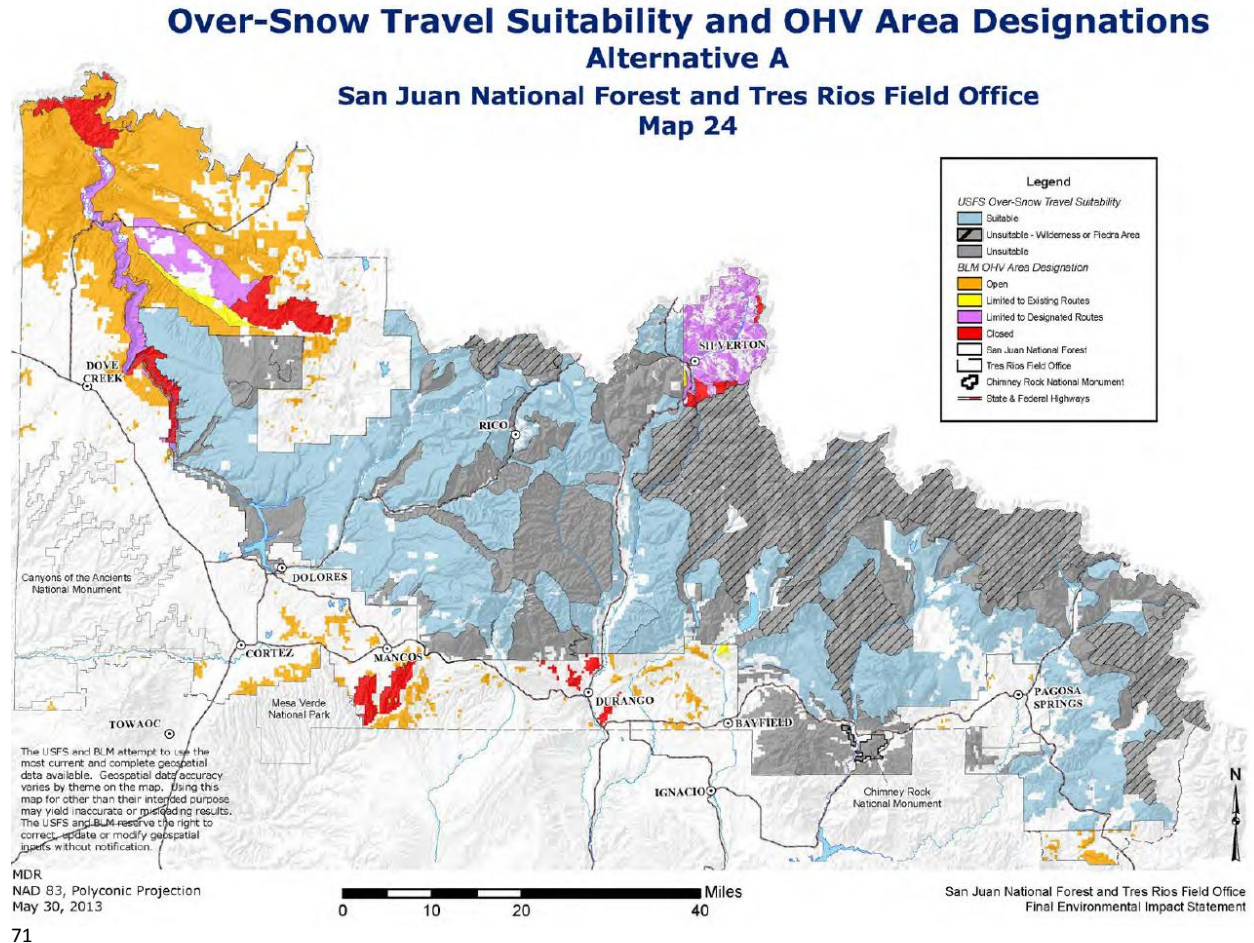 Over-Snow Travel Suitability and OHV Area Designations
Alternative A
San Juan National Forest and Tres Rios Field Office
Map 24
Legend
USFS Over-Snow Travel Suitability
Suitable
Unsuitable - Wilderness or Piedra Area
Unsuitable
BLM OHV Area Designation
Open
Limited to Existing Routes
Limited to Designated Routes
Closed
San Juan National Forest
Tres Rios Field Office
Chimney Rock National Monument
State & Federal Highways
SILVERTON
DOVE
CREEK
RICO
DOLORES
Canyons of the Ancients
National Monument
CORTEZ
MANCOS
Mesa Verde
National Park
DURANGO
PAGOSA
SPRINGS
BAYFIELD
TOWAOC
IGNACIO
Chimney Rock
National Monument
The USFS and BLM attempt to use the
most current and complete geospatial
data available. Geospatial data accuracy
varies by theme on the map. Using this
map for other than their intended purpose
may yield inaccurate or misleading results.
The USFS and BLM reserve the right to
correct, update or modify geospatial
inputs without notification.
N
MDR
NAD 83, Polyconic Projection
May 30, 2013
Miles
0 10 20 40
San Juan National Forest and Tres Rios Field Office
Final Environmental Impact Statement
71